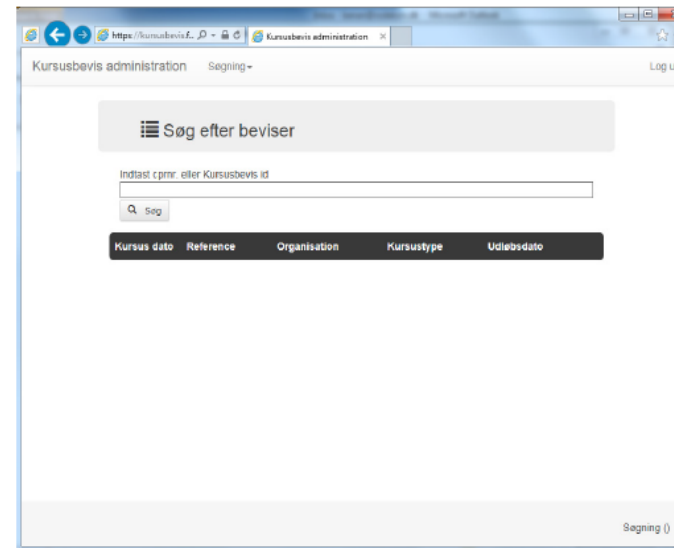 https://kursusbevis.f..
Kursusbevis administration
Kursusbevis administration Søgning
Log u
Søg efter beviser
Indtast cprnr. eller Kursusbevis id
Søg
Kursus dato Reference Organisation Kursustype Udløbsdato
Søgning ()